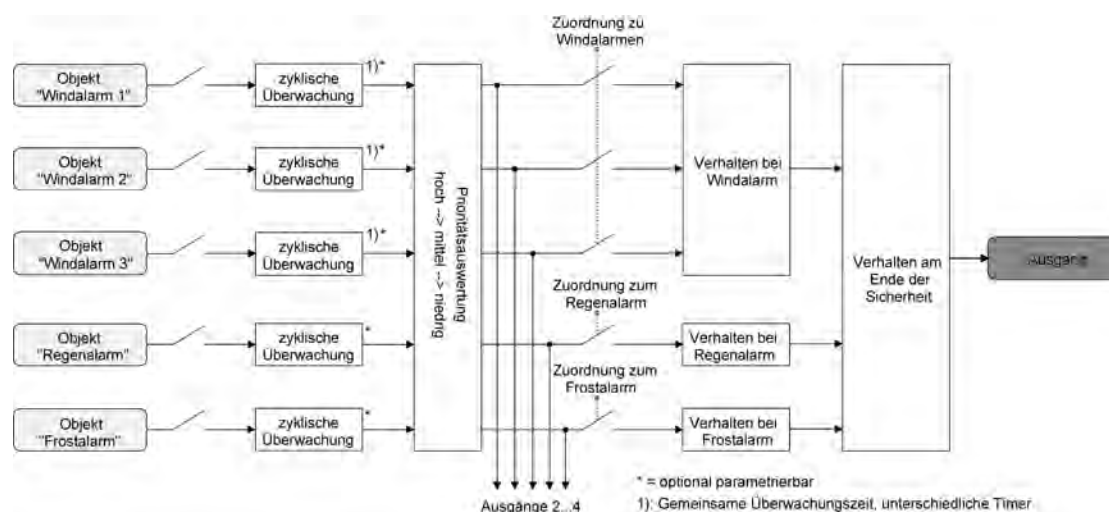 Zuordnung zu
Windalarmen
Objekt
"Windalarm 1"
zyklische
Überwachung
1)*
Objekt
"Windalarm 2"
zyklische
Überwachung
1)*
Verhalten bei
Windalarm
Objekt
"Windalarm 3"
zyklische
Überwachung
1)*
Prioritätsauswertung
hoch --> mittel --> niedrig
Verhalten am
Ende der
Sicherheit
Ausgang
Zuordnung zum
Regenalarm
Objekt
"Regenalarm"
zyklische
Überwachung
*
Verhalten bei
Regenalarm
Zuordnung zum
Frostalarm
Objekt
"Frostalarm"
zyklische
Überwachung
*
Verhalten bei
Frostalarm
Ausgänge 2...4
* = optional parametrierbar
1): Gemeinsame Überwachungszeit, unterschiedliche Timer